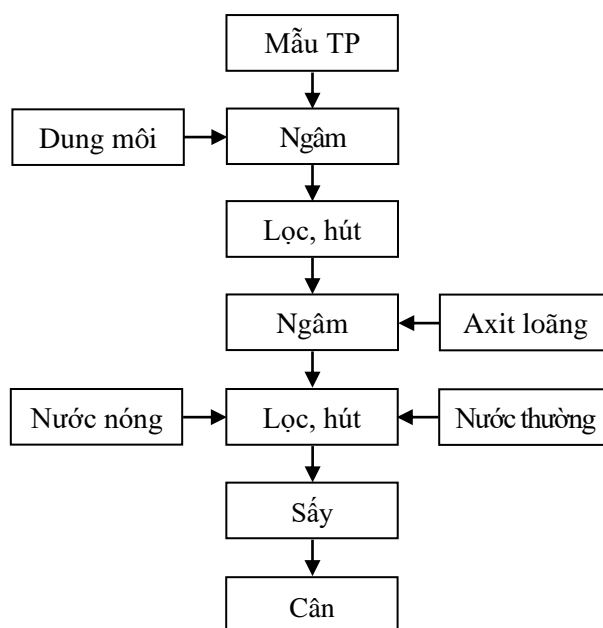 Mẫu TP
Dung môi
Ngâm
Lọc, hút
Ngâm
Axit loãng
Nước nóng
Lọc, hút
Nước thường
Sấy
Cân